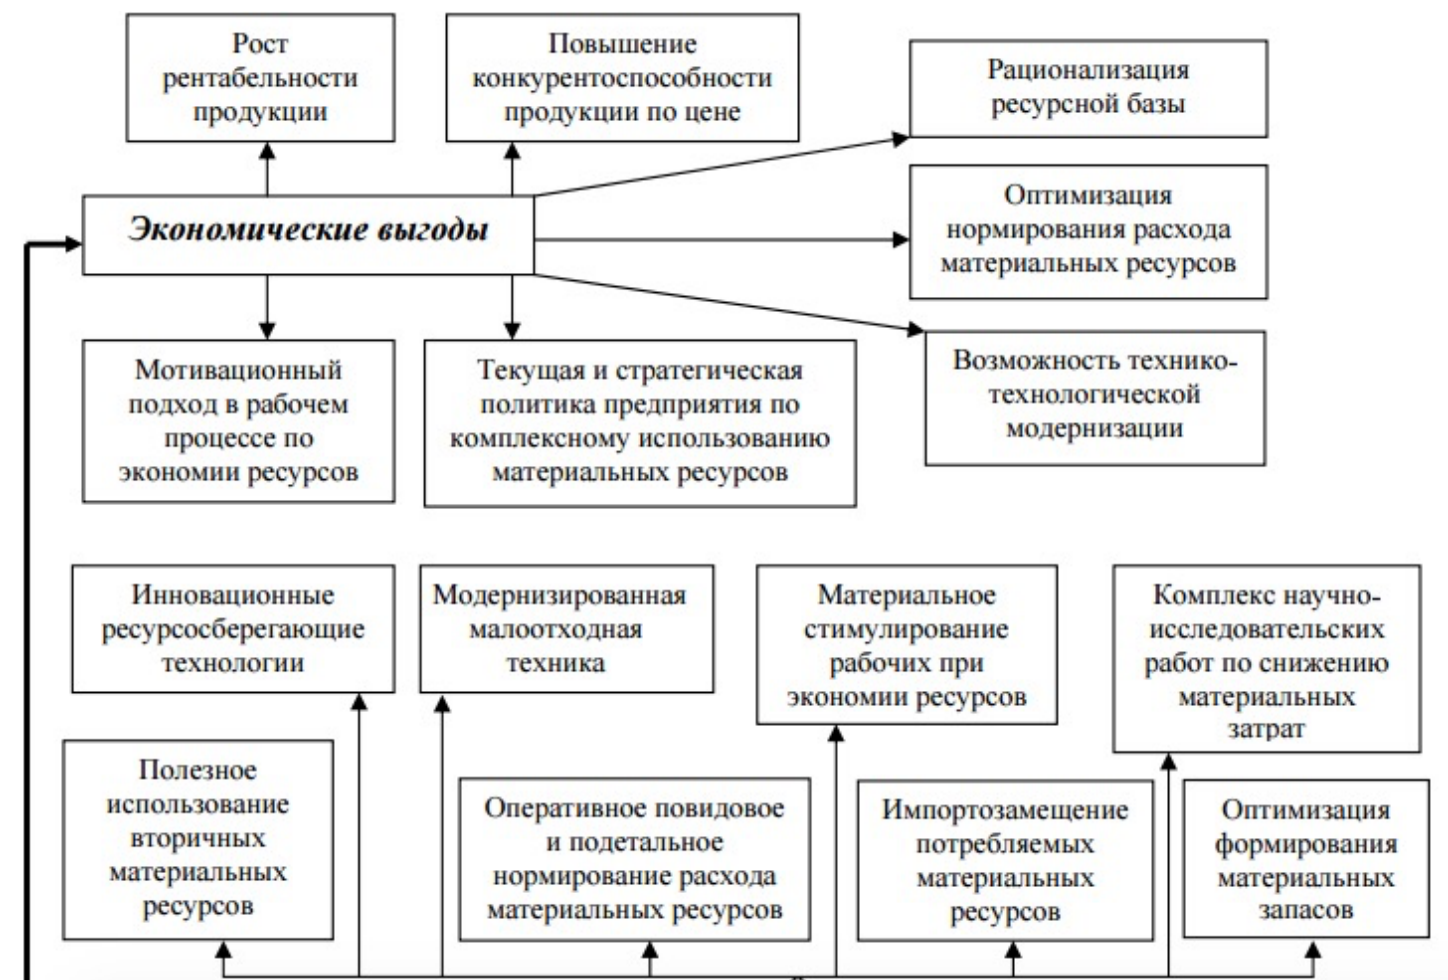 Рост
рентабельности
продукции
Повышение
конкурентоспособности
продукции по цене
Рационализация
ресурсной базы
Экономические выгоды
Оптимизация
нормирования расхода
материальных ресурсов
Мотивационный
подход в рабочем
процессе по
экономии ресурсов
Текущая и стратегическая
политика предприятия по
комплексному использованию
материальных ресурсов
Возможность технико-
технологической
модернизации
Инновационные
ресурсосберегающие
технологии
Модернизированная
малоотходная
техника
Материальное
стимулирование
рабочих при
экономии ресурсов
Комплекс научно-
исследовательских
работ по снижению
материальных
затрат
Полезное
использование
вторичных
материальных
ресурсов
Оперативное повидовое
и подетальное
нормирование расхода
материальных ресурсов
Импортозамещение
потребляемых
материальных
ресурсов
Оптимизация
формирования
материальных
запасов